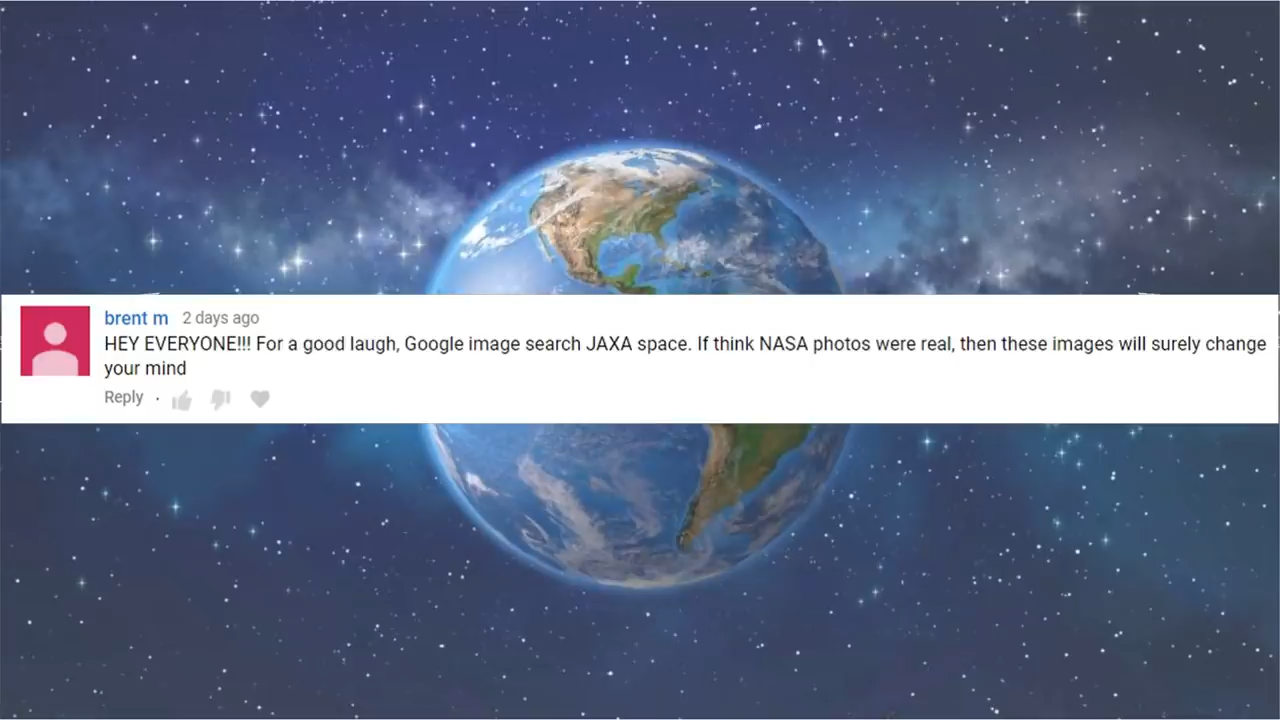 brent m 2 days ago
HEY EVERYONE!!! For a good laugh, Google image search JAXA space. If think NASA photos were real, then these images will surely change
your mind
Reply ·